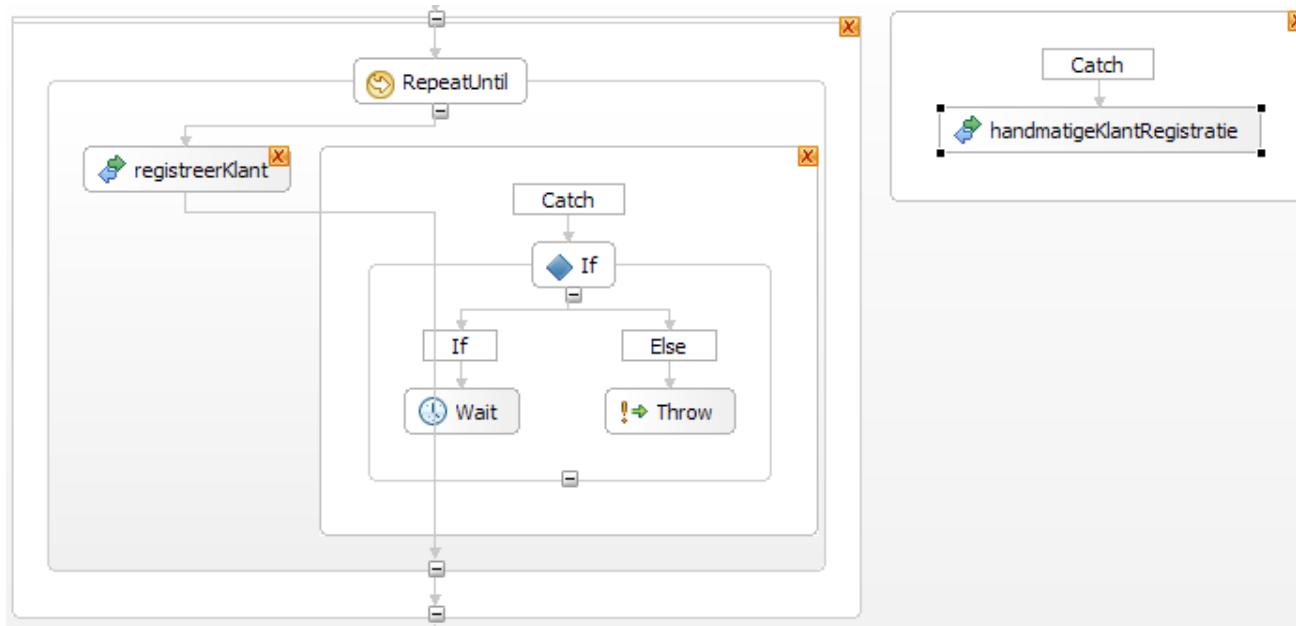 RepeatUntil
registreerKlant
Catch
If
If
Else
Wait
Throw
Catch
handmatigeKlantRegistratie